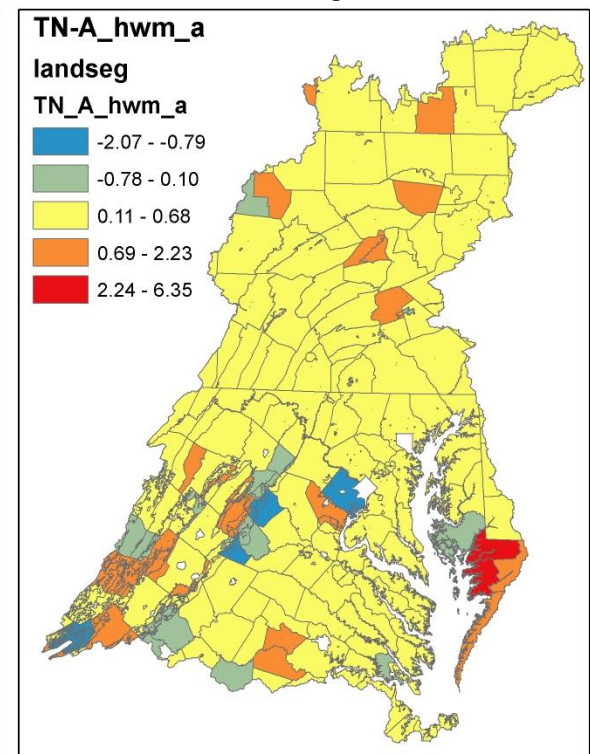 TN-A_hwm_a
landseg
TN_A_hwm_a
-2.07 - -0.79
-0.78 - 0.10
0.11 - 0.68
0.69 - 2.23
2.24 - 6.35